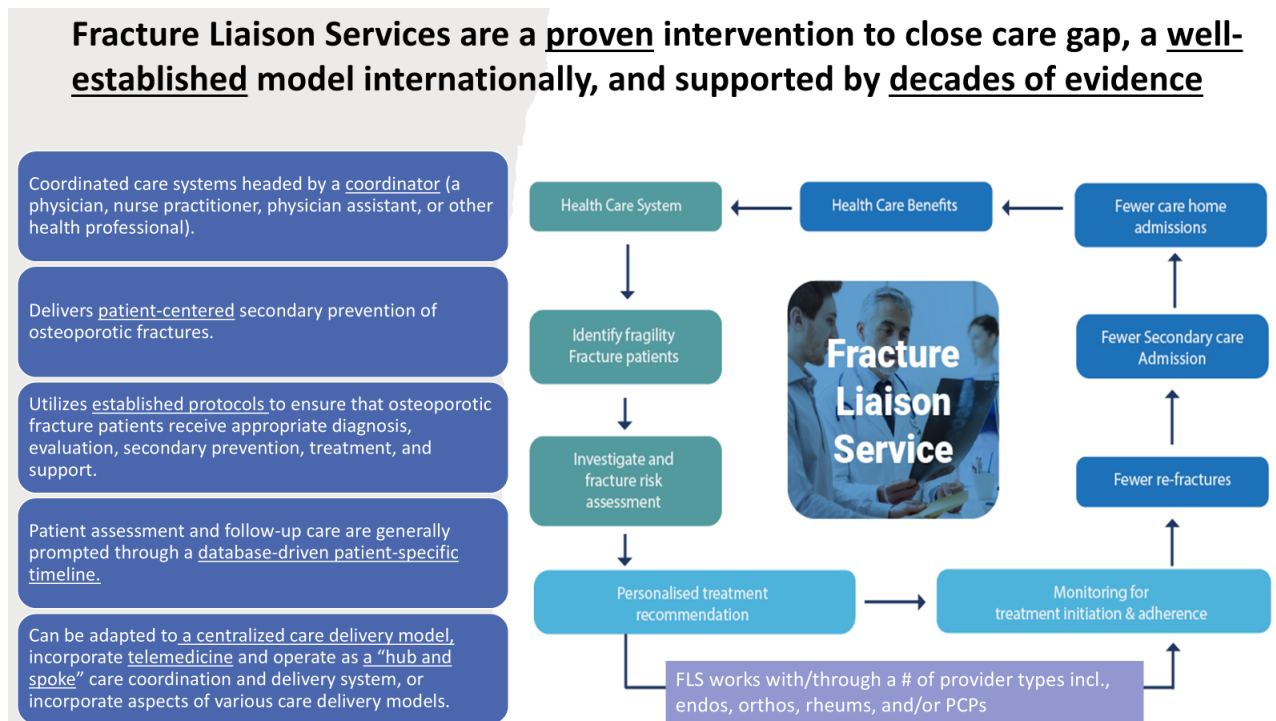 Fracture Liaison Services are a proven intervention to close care gap, a well-
established model internationally, and supported by decades of evidence
Coordinated care systems headed by a coordinator (a
physician, nurse practitioner, physician assistant, or other
health professional).
Delivers patient-centered secondary prevention of
osteoporotic fractures.
Utilizes established protocols to ensure that osteoporotic
fracture patients receive appropriate diagnosis,
evaluation, secondary prevention, treatment, and
support.
Patient assessment and follow-up care are generally
prompted through a database-driven patient-specific
timeline.
Can be adapted to a centralized care delivery model,
incorporate telemedicine and operate as a “hub and
spoke” care coordination and delivery system, or
incorporate aspects of various care delivery models.
Health Care System
Identify fragility
Fracture patients
Investigate and
fracture risk
assessment
Personalised treatment
recommendation
Monitoring for
treatment initiation & adherence
Fewer re-fractures
Fewer Secondary care
Admission
Fewer care home
admissions
Health Care Benefits
Fracture
Liaison
Service
FLS works with/through a # of provider types incl.,
endos, orthos, rheums, and/or PCPs